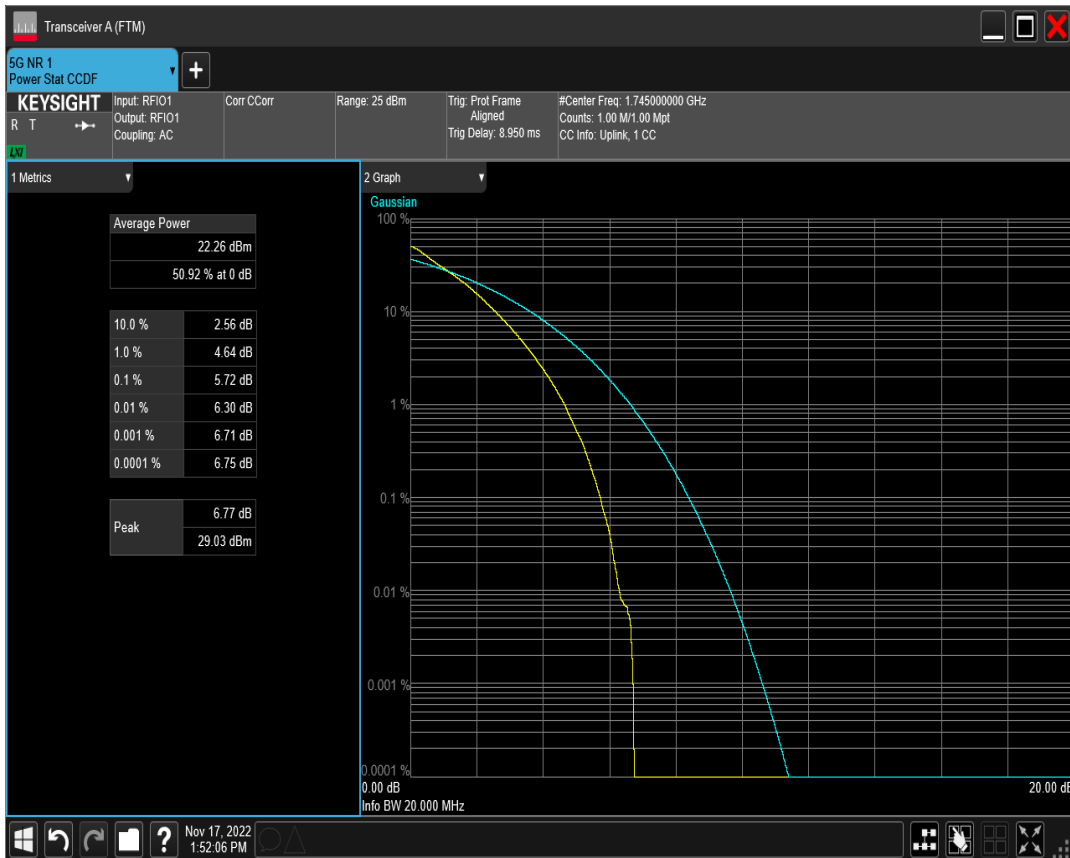 Transceiver A (FTM)
5G NR 1
Power Stat CCDF
+
KEYSIGHT
R T
LXI
Input: RFIO1
Output: RFIO1
Coupling: AC
Corr CCorr
Range: 25 dBm
Trig: Prot Frame
Aligned
Trig Delay: 8.950 ms
#Center Freq: 1.745000000 GHz
Counts: 1.00 M/1.00 Mpt
CC Info: Uplink, 1 CC
1 Metrics
Average Power
22.26 dBm
50.92 % at 0 dB
10.0 % 2.56 dB
1.0 % 4.64 dB
0.1 % 5.72 dB
0.01 % 6.30 dB
0.001 % 6.71 dB
0.0001 % 6.75 dB
Peak 6.77 dB
29.03 dBm
2 Graph
Gaussian
100 %
10 %
1 %
0.1 %
0.01 %
0.001 %
0.0001 %
0.00 dB 20.00 dB
Info BW 20.000 MHz
?
Nov 17, 2022
1:52:06 PM